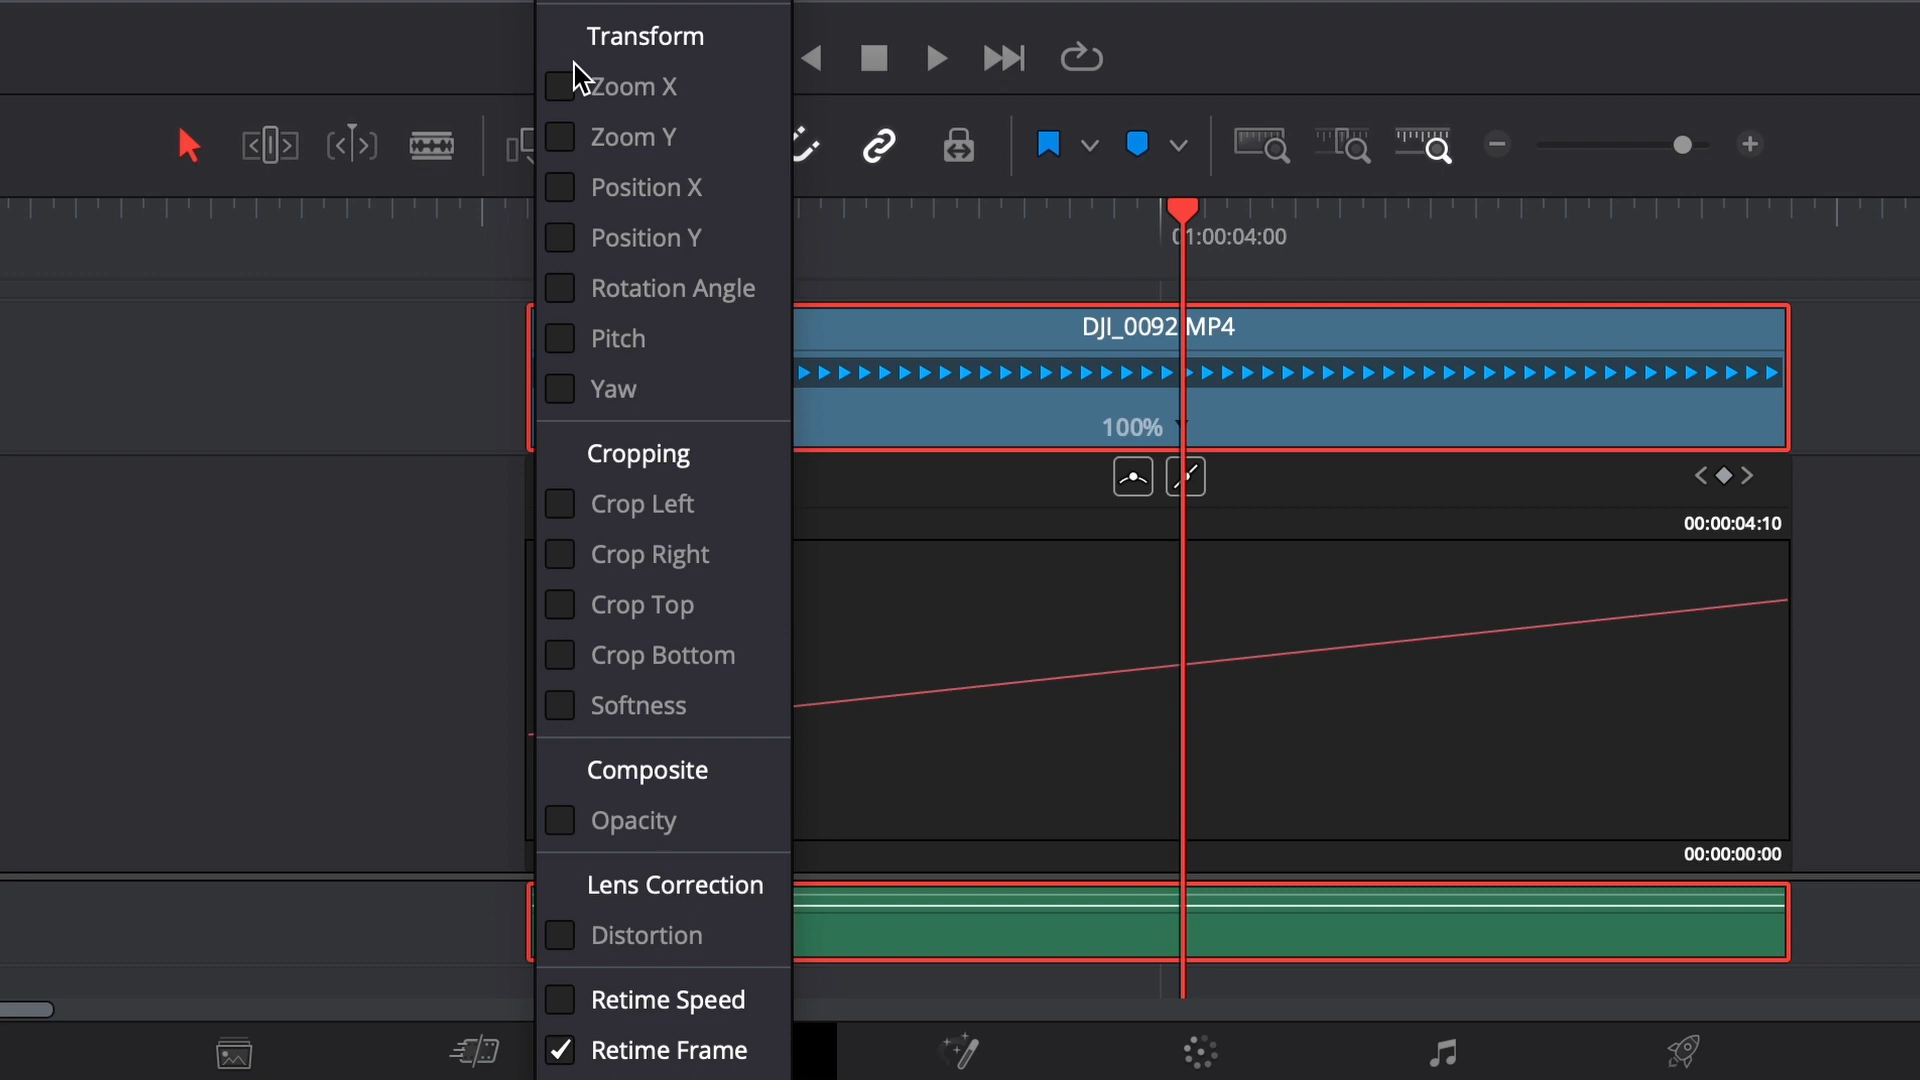 Transform
Zoom X
Zoom Y
Position X
Position Y
Rotation Angle
Pitch
Yaw
Cropping
Crop Left
Crop Right
Crop Top
Crop Bottom
Softness
Composite
Opacity
Lens Correction
Distortion
Retime Speed
Retime Frame
01:00:04:00
DJI_0092.MP4
100%
00:00:04:10
00:00:00:00